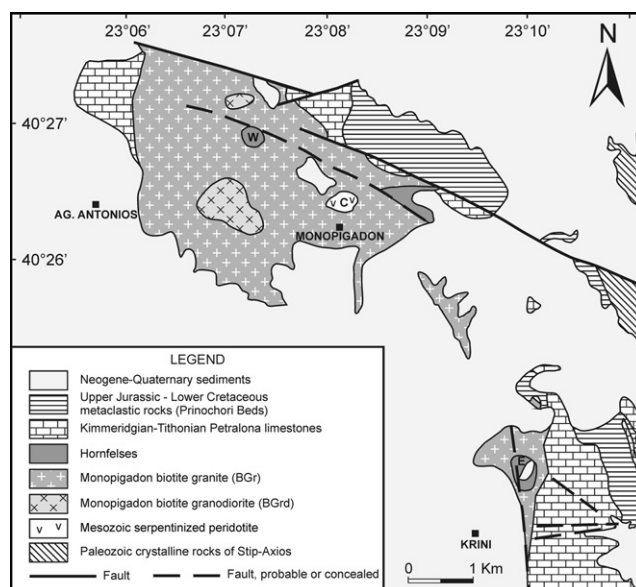 23°06' 23°07' 23°08' 23°09' 23°10'
N
40°27'
W
C
AG. ANTONIOS
MONOPIGADON
40°26'
LEGEND
Neogene-Quaternary sediments
Upper Jurassic - Lower Cretaceous
metaclastic rocks (Prinochori Beds)
Kimmeridgian-Tithonian Petralona limestones
Hornfelses
Monopigadon biotite granite (BGr)
Monopigadon biotite granodiorite (BGrd)
Mesozoic serpentinized peridotite
Paleozoic crystalline rocks of Stip-Axios
Fault
Fault, probable or concealed
E
KRINI
0 1 Km